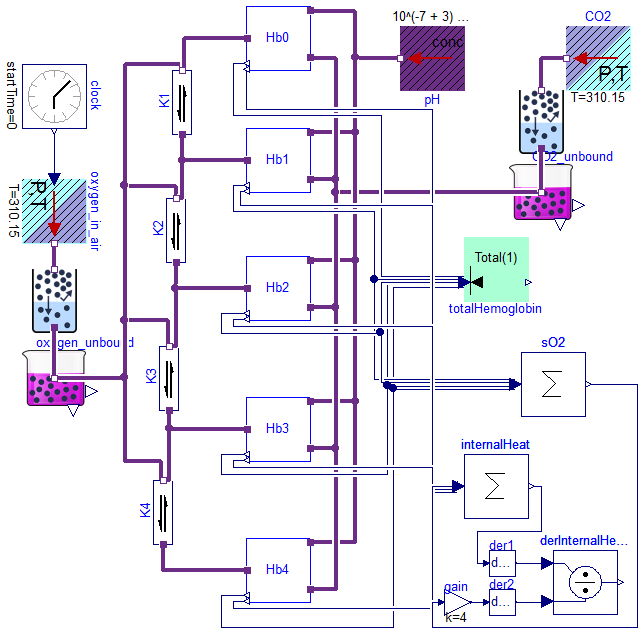 Hb0
10^(-7 + 3) ...
conc
pH
CO2
P,T
T=310.15
startTime=0
clock
K1
Hb1
CO2_unbound
T=310.15
P,T
oxygen_in_air
K2
Total(1)
totalHemoglobin
Hb2
oxygen_unbound
sO2
Σ
K3
Hb3
internalHeat
Σ
K4
Hb4
der1
d...
derInternalHe...
der2
d...
gain
k=4